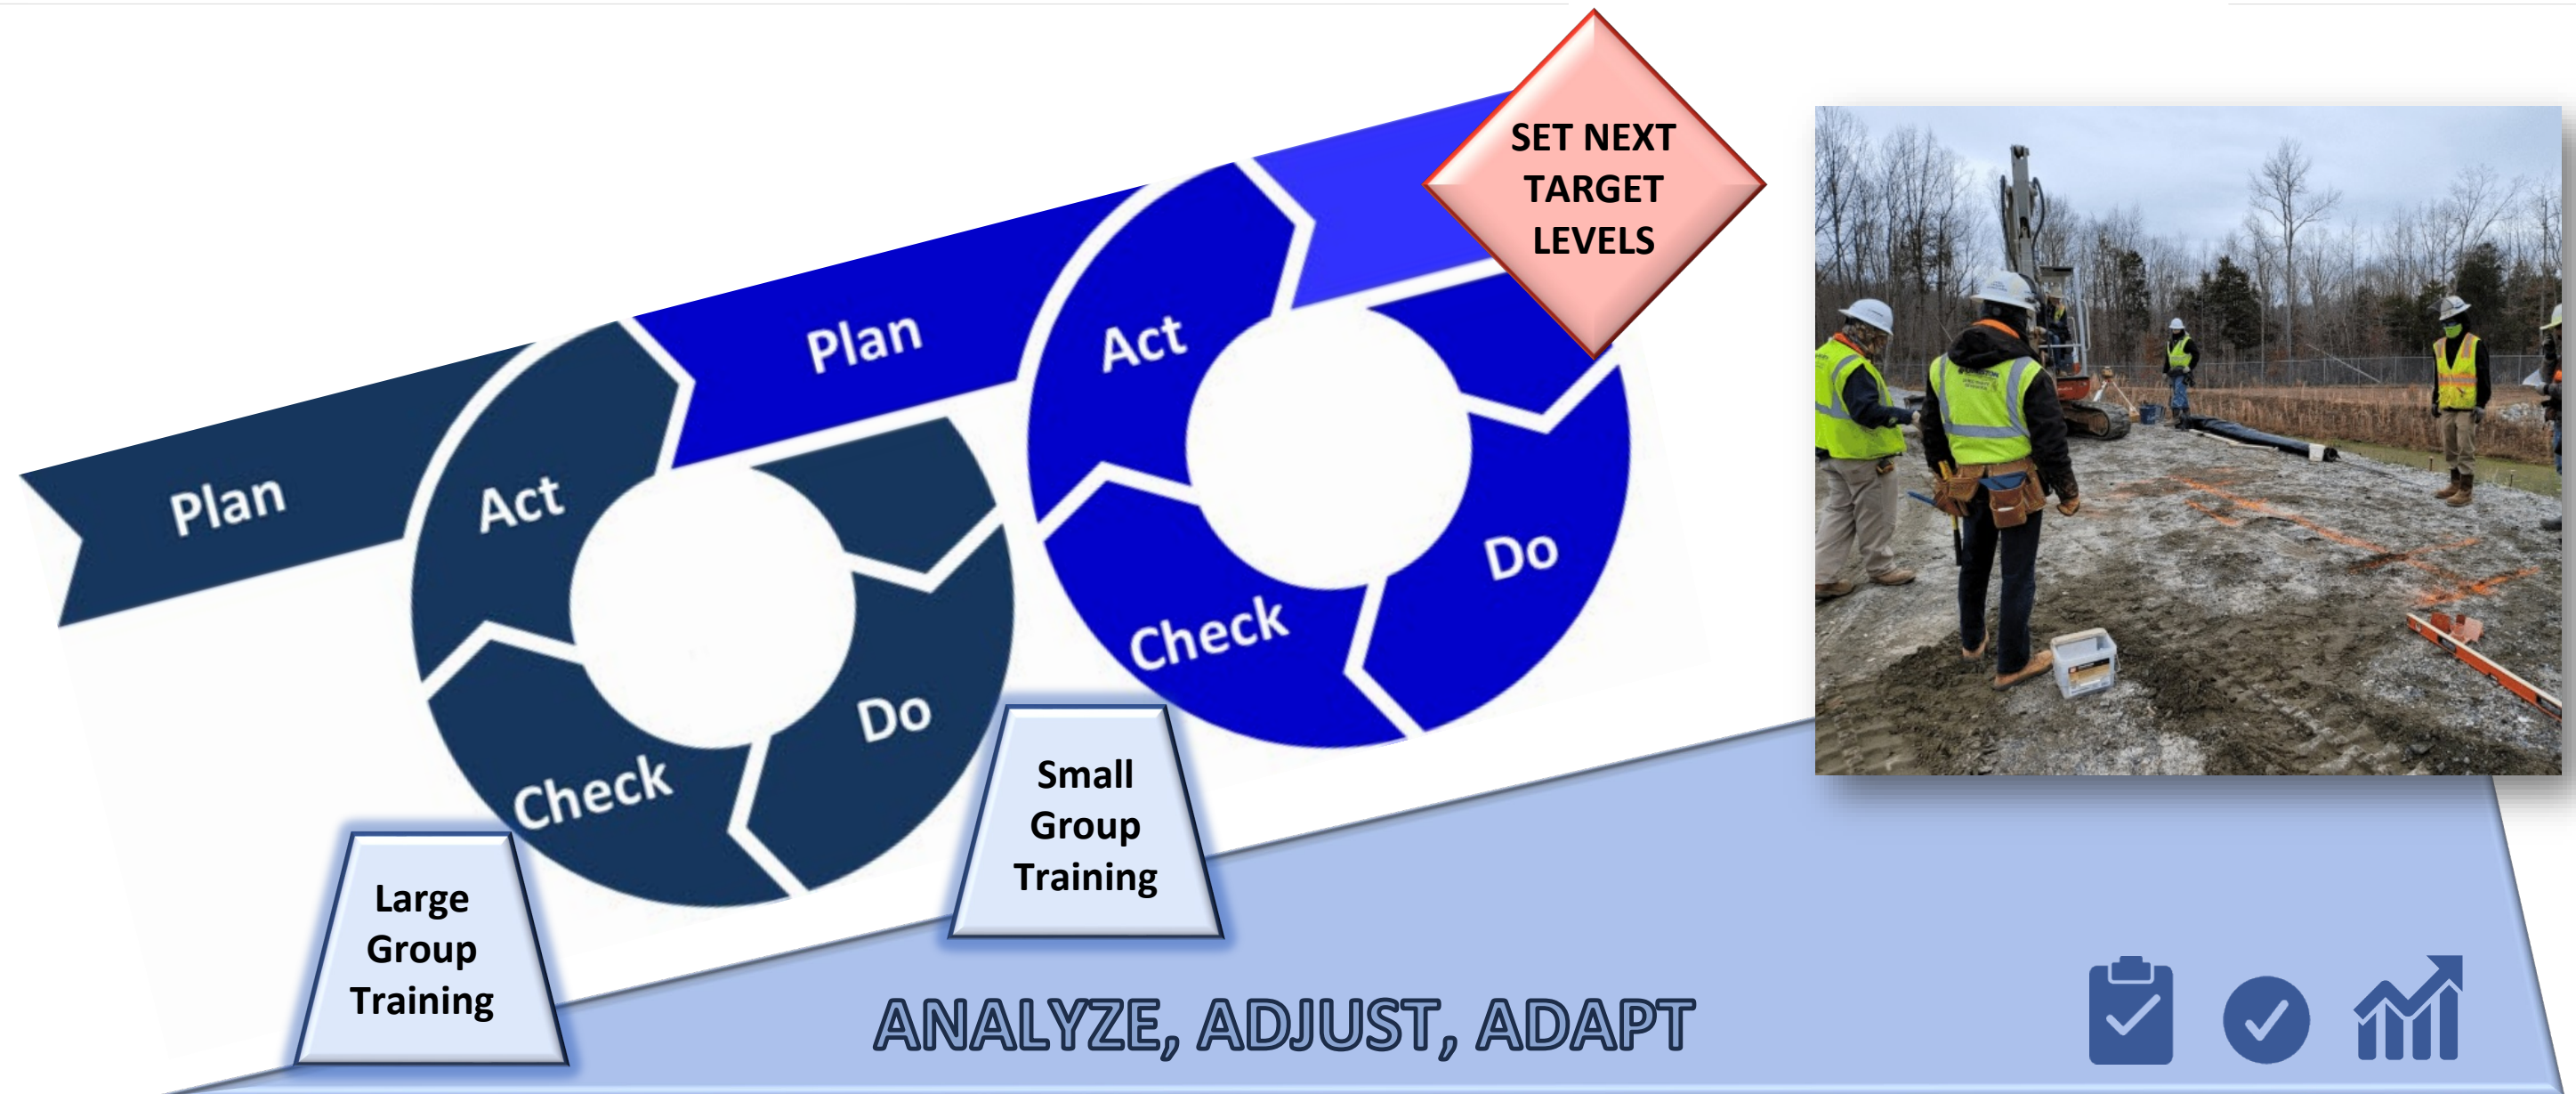 SET NEXT
TARGET
LEVELS
Plan
Act
Do
Check
Plan
Act
Do
Check
Large
Group
Training
Small
Group
Training
ANALYZE, ADJUST, ADAPT